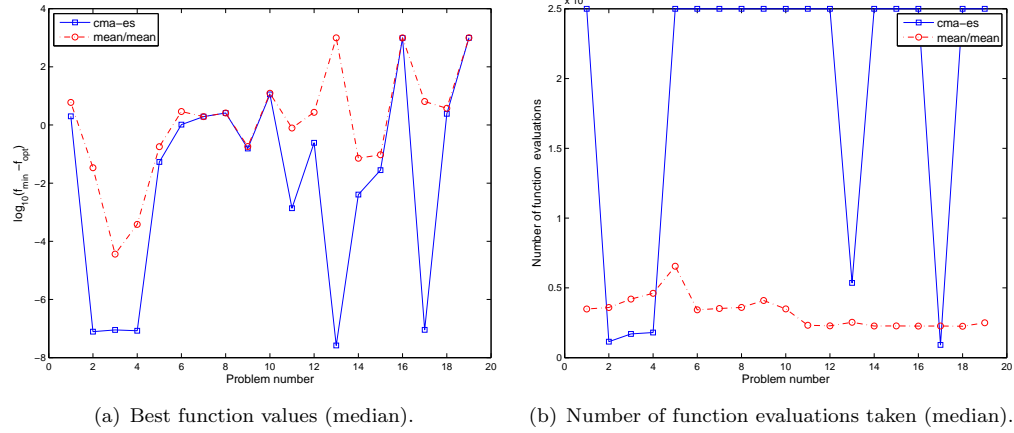 4
2
0
−2
−4
−6
−8
log10(fmin −fopt)
cma−es
mean/mean
0 2 4 6 8 10 12 14 16 18 20
Problem number
(a) Best function values (median).
2.5
2
1.5
1
0.5
0
Number of function evaluations
cma−es
mean/mean
0 2 4 6 8 10 12 14 16 18 20
Problem number
(b) Number of function evaluations taken (median).